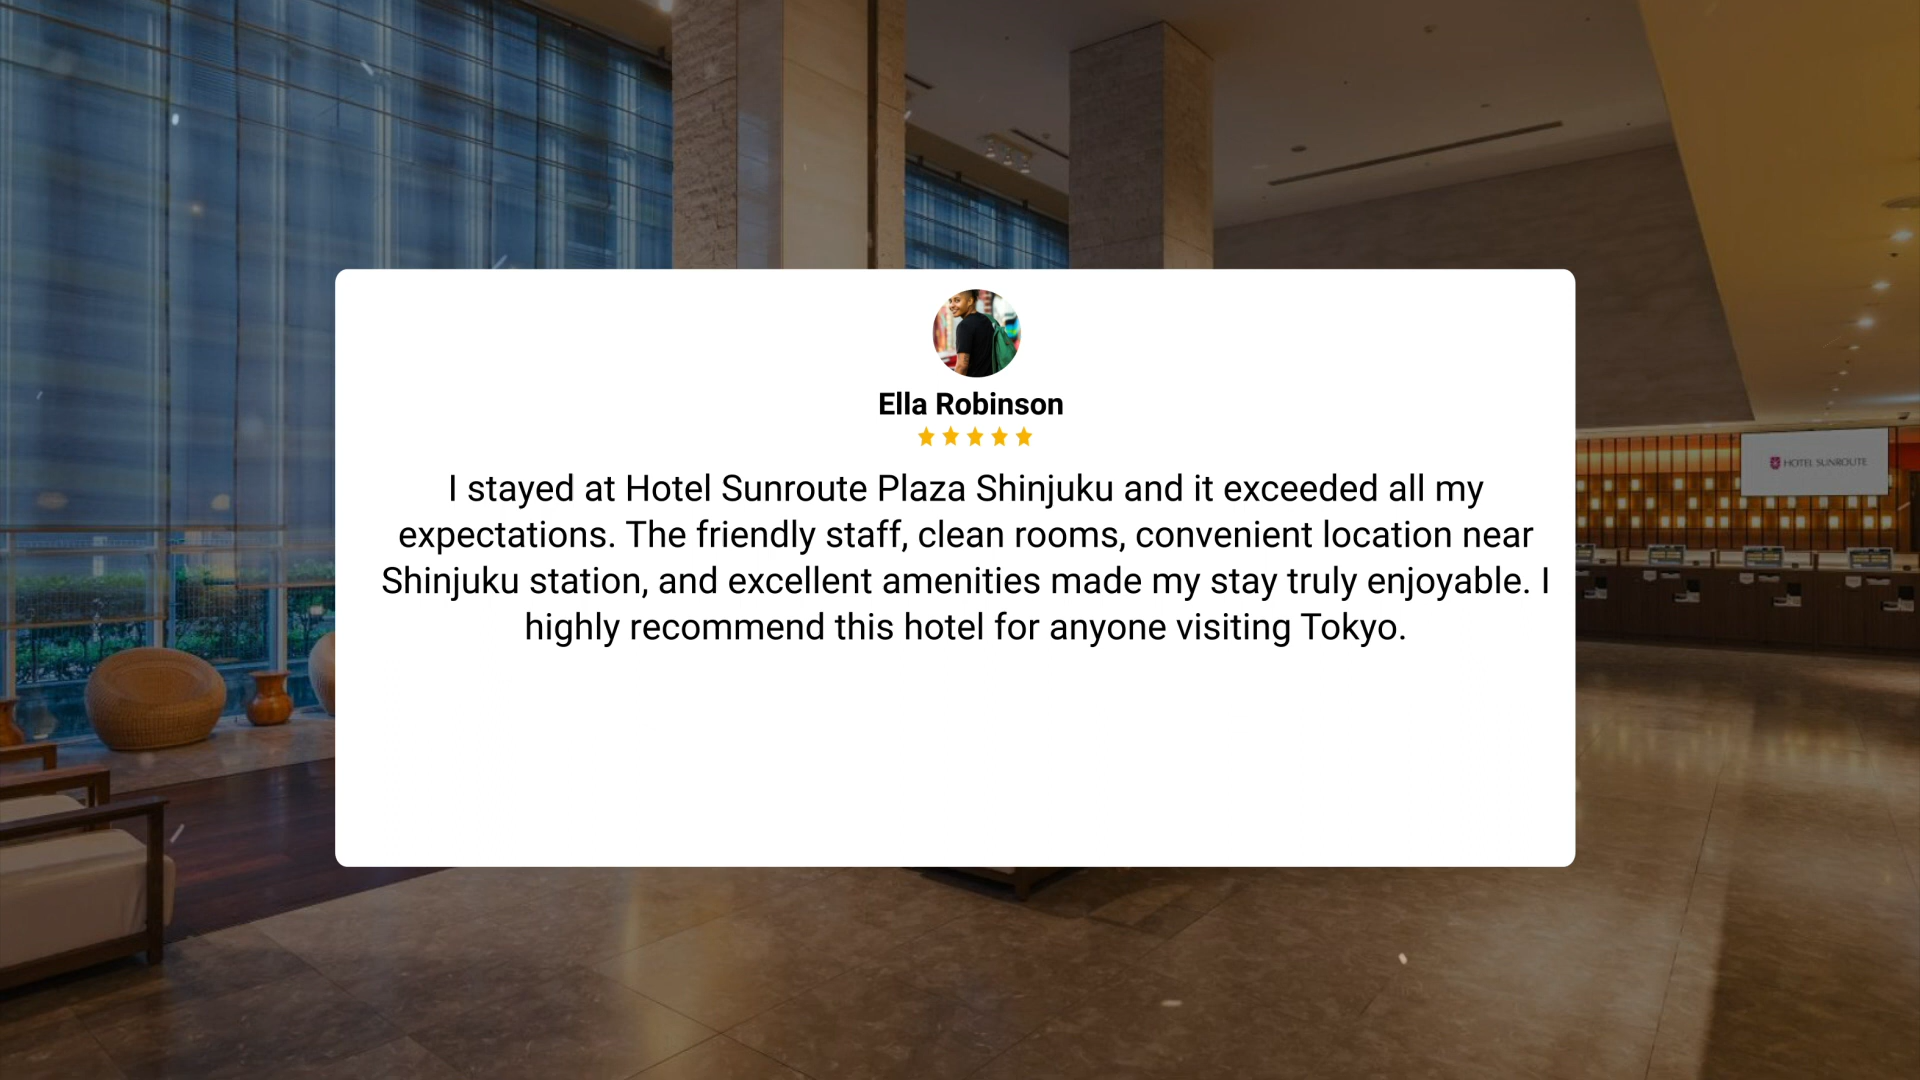 Ella Robinson
I stayed at Hotel Sunroute Plaza Shinjuku and it exceeded all my
expectations. The friendly staff, clean rooms, convenient location near
Shinjuku station, and excellent amenities made my stay truly enjoyable. I
highly recommend this hotel for anyone visiting Tokyo.
HOTEL SUNROUTE